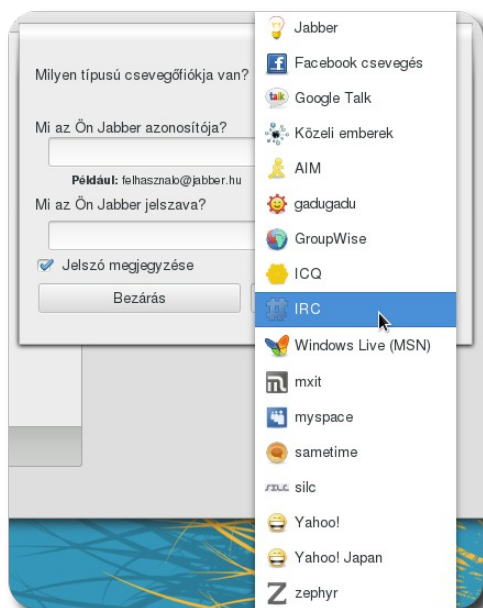 Milyen típusú csevegőfiókja van?
Mi az Ön Jabber azonosítója?
Például: felhasznalo@jabber.hu
Mi az Ön Jabber jelszava?
Jelszó megjegyzése
Bezárás
Jabber
Facebook csevegés
talk Google Talk
Közeli emberek
AIM
gadugadu
GroupWise
ICQ
IRC
Windows Live (MSN)
mxit
myspace
sametime
silc
Yahoo!
Yahoo! Japan
zephyr